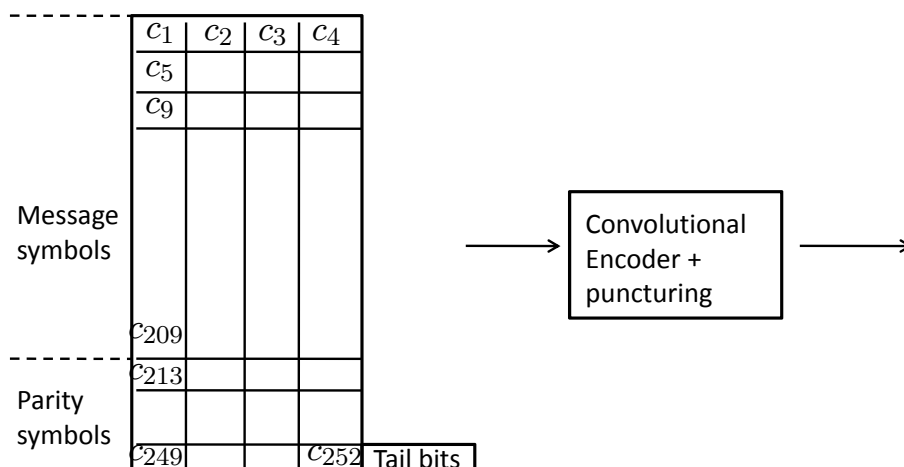 c1 c2 c3 c4
c5
c9
Message
symbols
c209
c213
Parity
symbols
c249 c252 Tail bits
Convolutional
Encoder +
puncturing